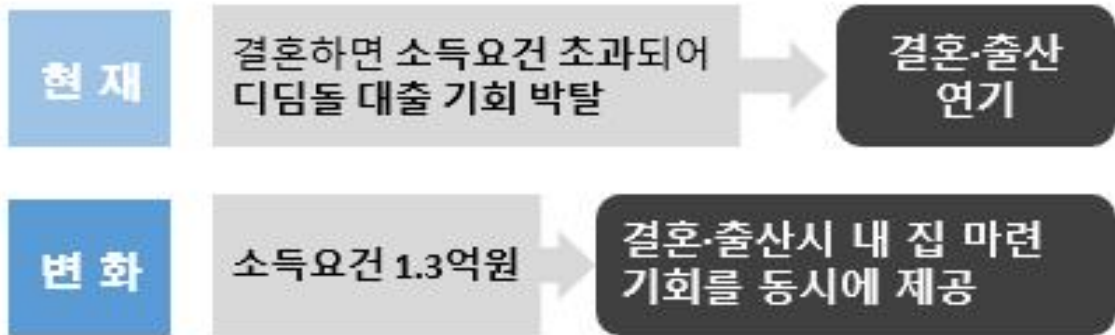 현 재
결혼하면 소득요건 초과되어
디딤돌 대출 기회 박탈
결혼·출산
연기
변 화
소득요건 1.3억원
결혼·출산시 내 집 마련
기회를 동시에 제공